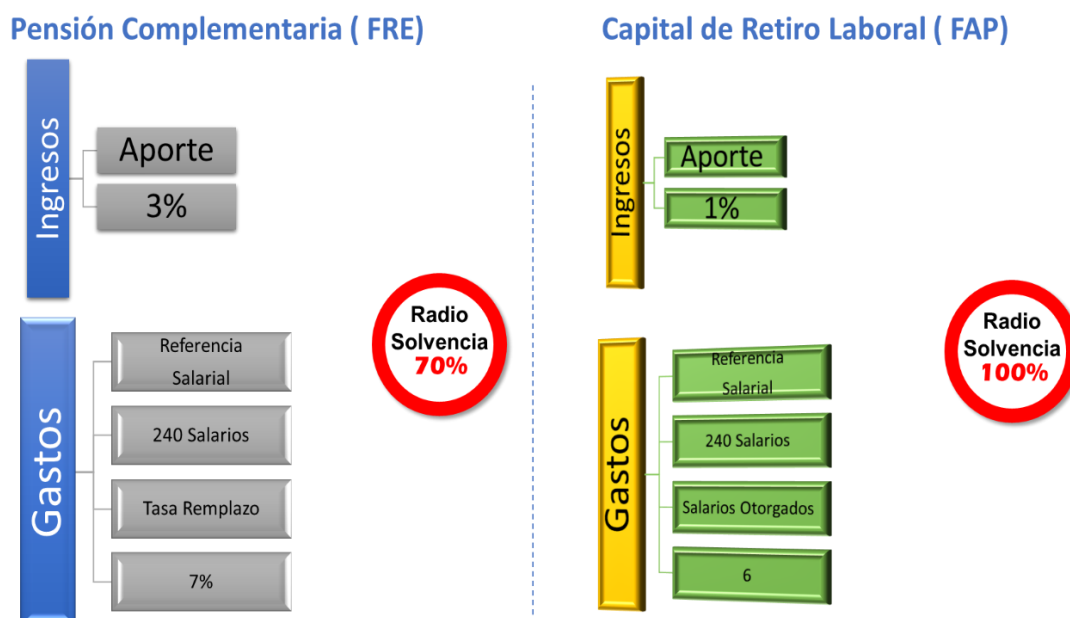 Pensión Complementaria ( FRE)
Ingresos
Aporte
3%
Radio
Solvencia
70%
Gastos
Referencia
Salarial
240 Salarios
Tasa Remplazo
7%
Capital de Retiro Laboral ( FAP)
Ingresos
Aporte
1%
Radio
Solvencia
100%
Gastos
Referencia
Salarial
240 Salarios
Salarios Otorgados
6